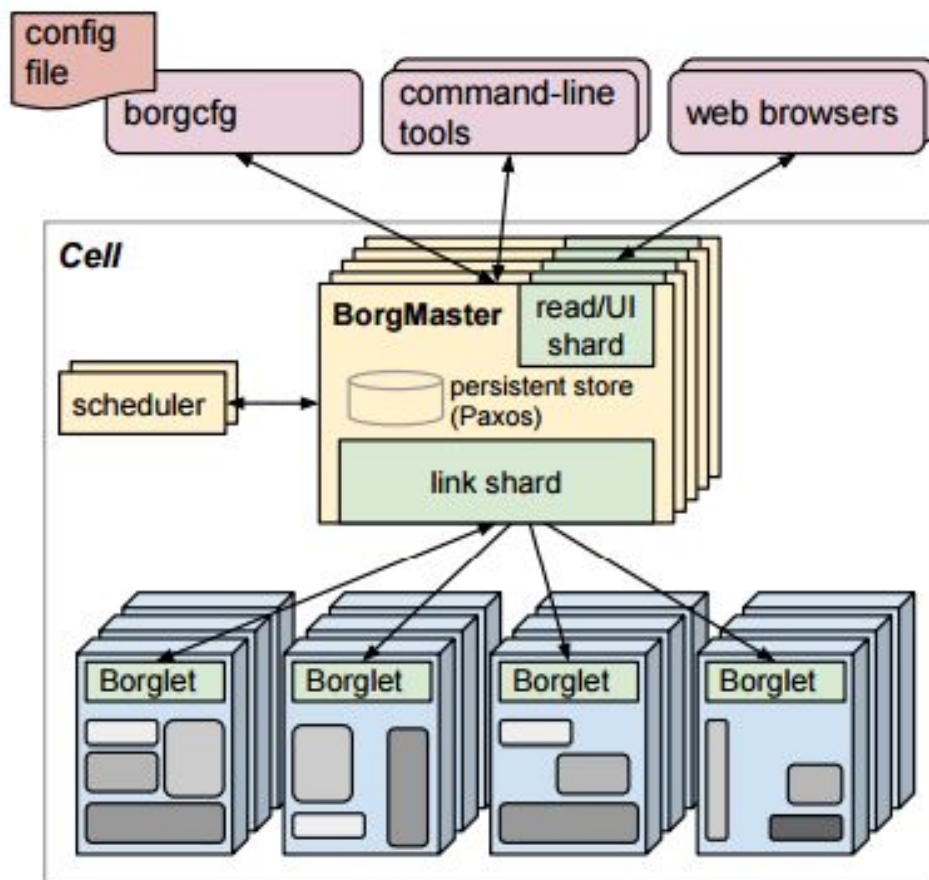 config
file
borgcfg
command-line
tools
web browsers
Cell
BorgMaster
read/UI
shard
scheduler
persistent store
(Paxos)
link shard
Borglet
Borglet
Borglet
Borglet